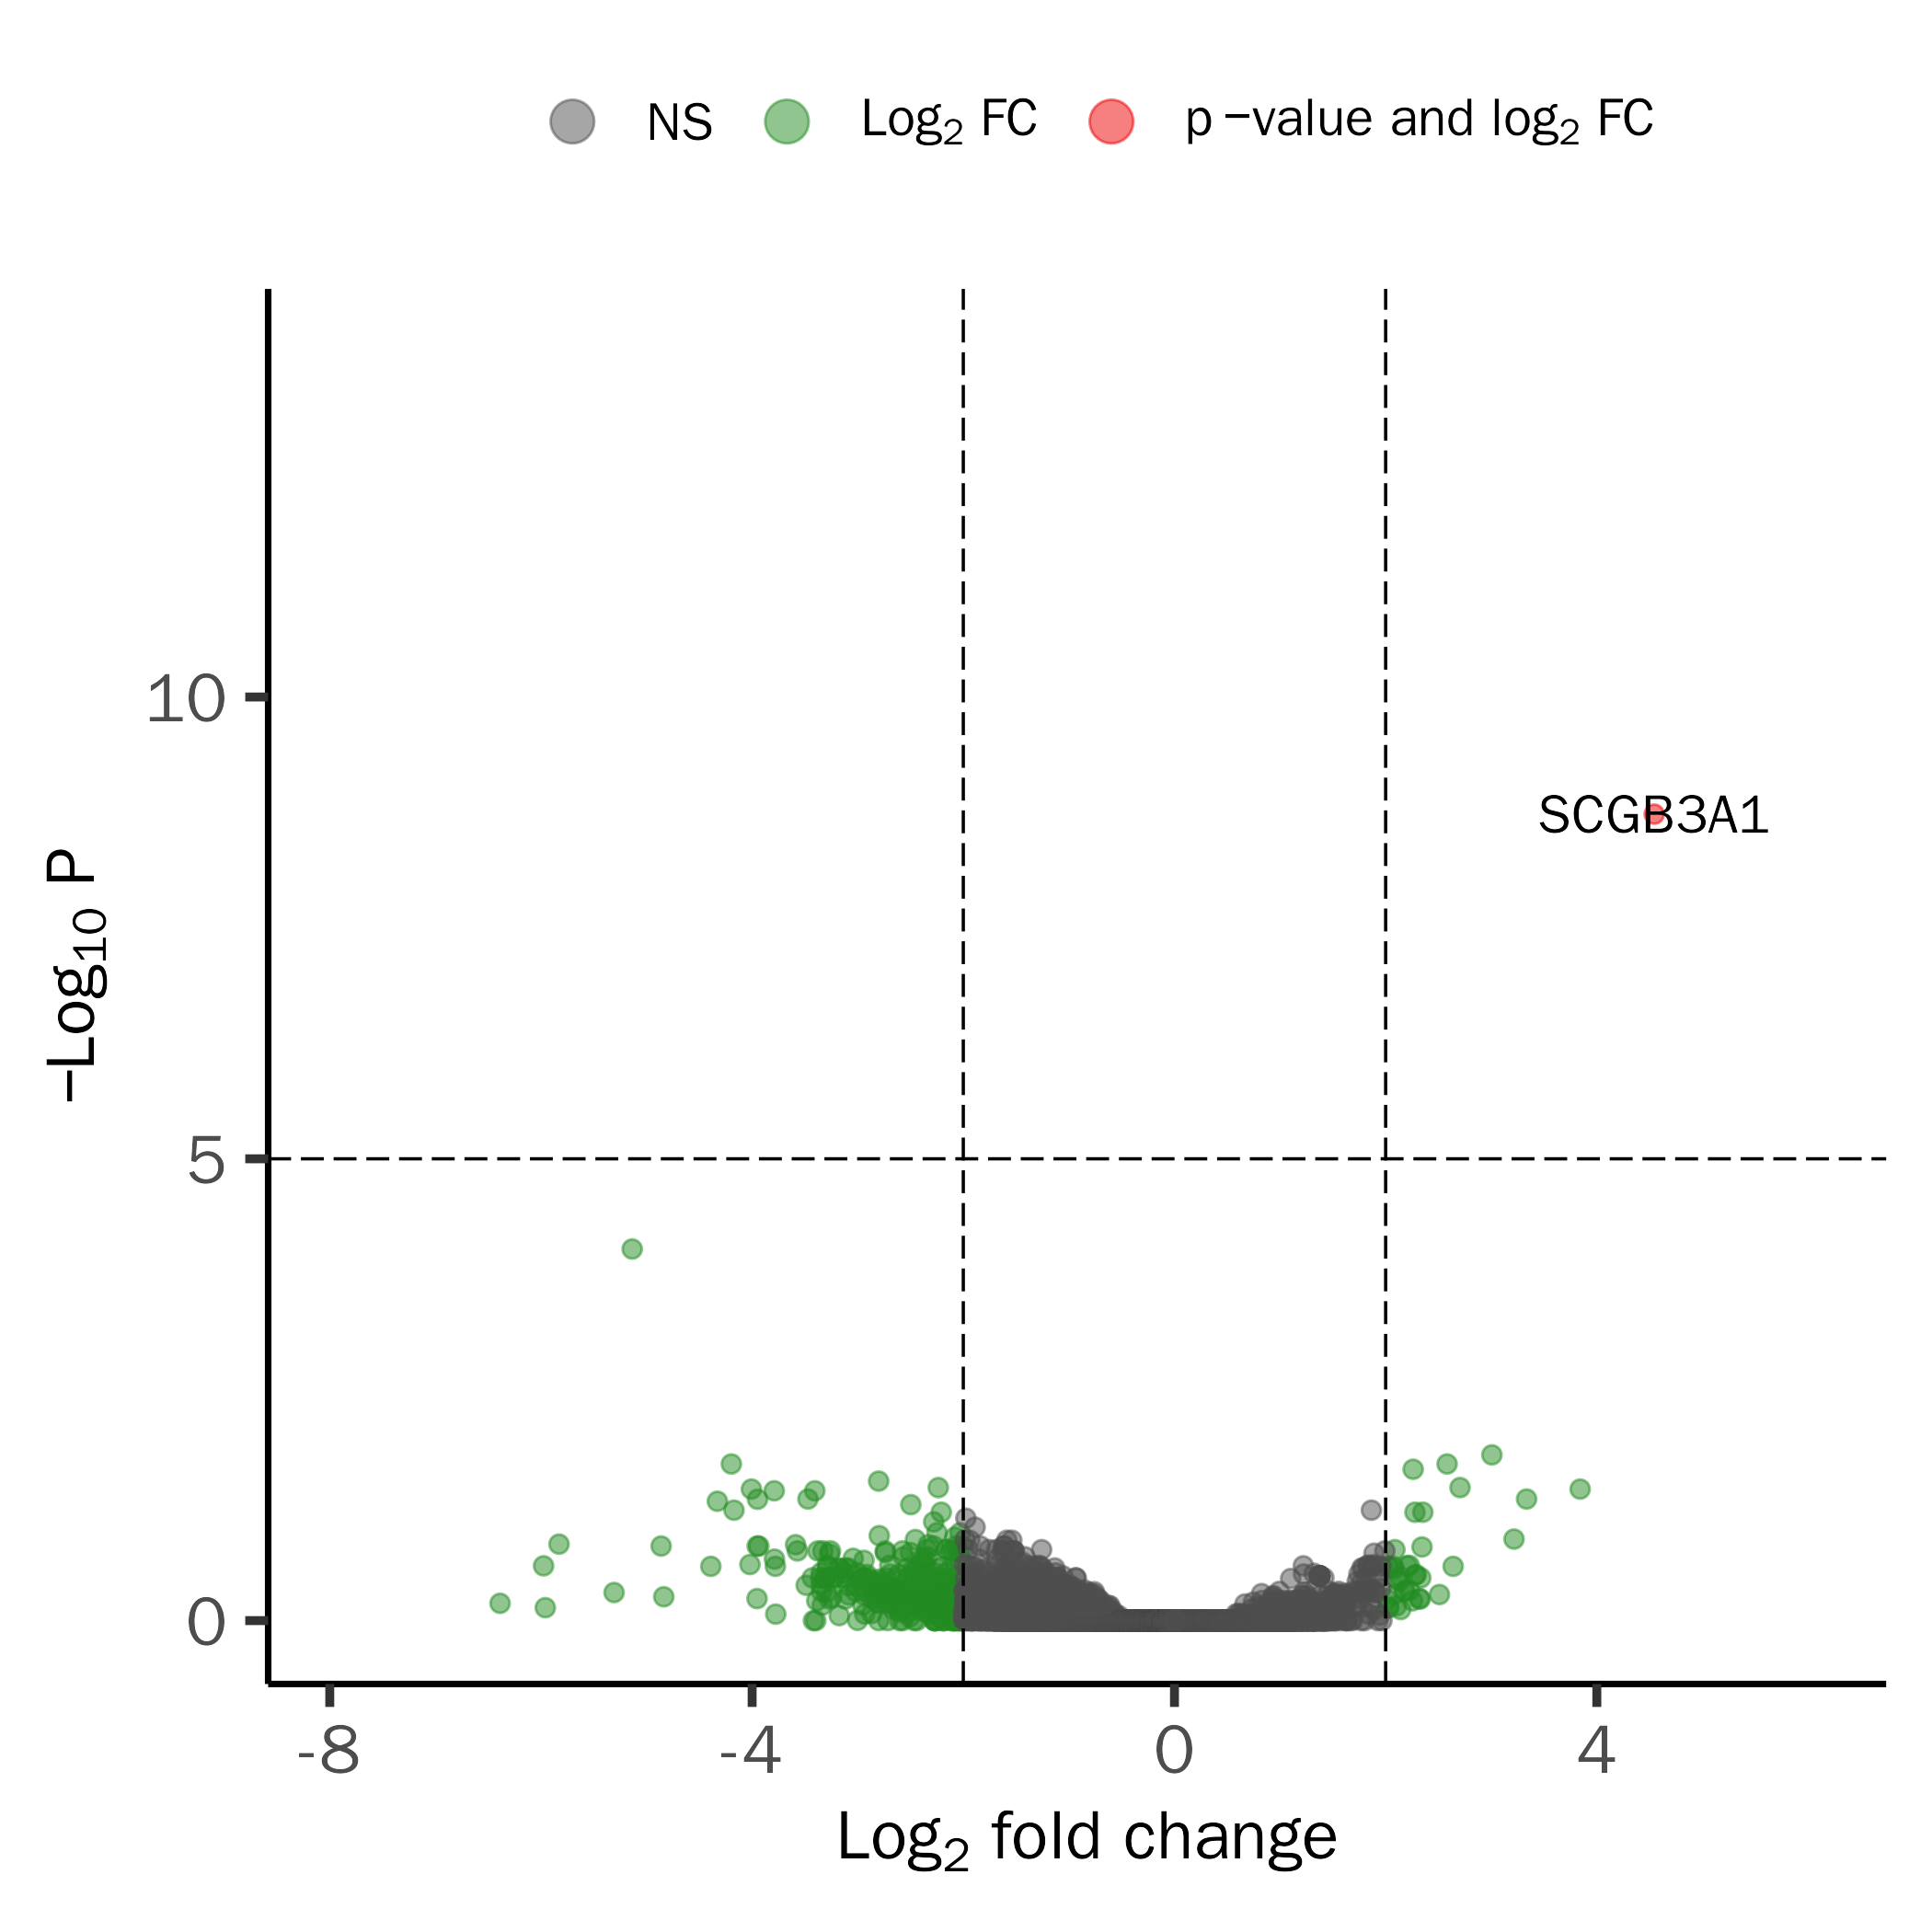 NS Log₂ FC p −value and log₂ FC
10
SCGB3A1
−Log₁₀ P
5
0
-8 -4 0 4
Log₂ fold change